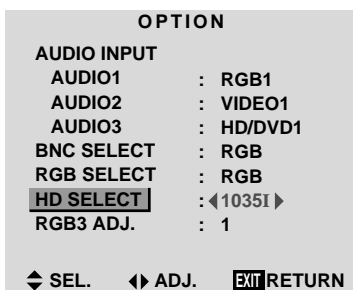 OPTION
AUDIO INPUT
AUDIO1 : RGB1
AUDIO2 : VIDEO1
AUDIO3 : HD/DVD1
BNC SELECT : RGB
RGB SELECT : RGB
HD SELECT : 1035I
RGB3 ADJ. : 1
SEL. ADJ. EXIT RETURN